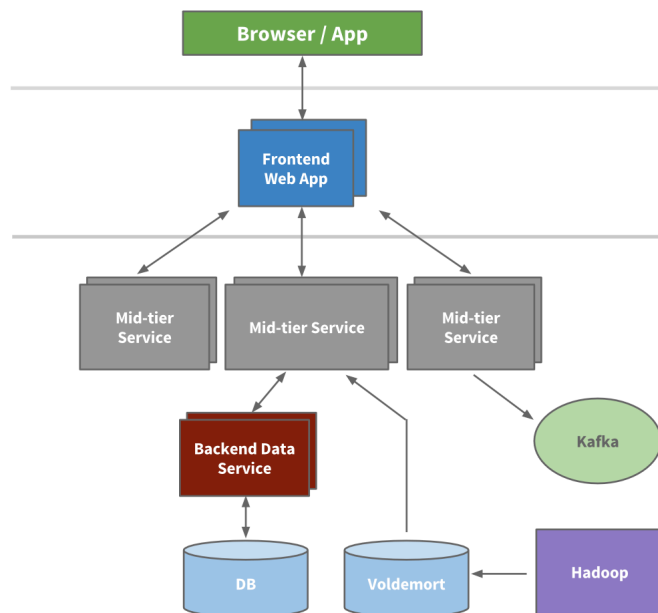 Browser / App
Frontend
Web App
Mid-tier
Service
Mid-tier Service
Mid-tier
Service
Backend Data
Service
Kafka
DB
Voldemort
Hadoop